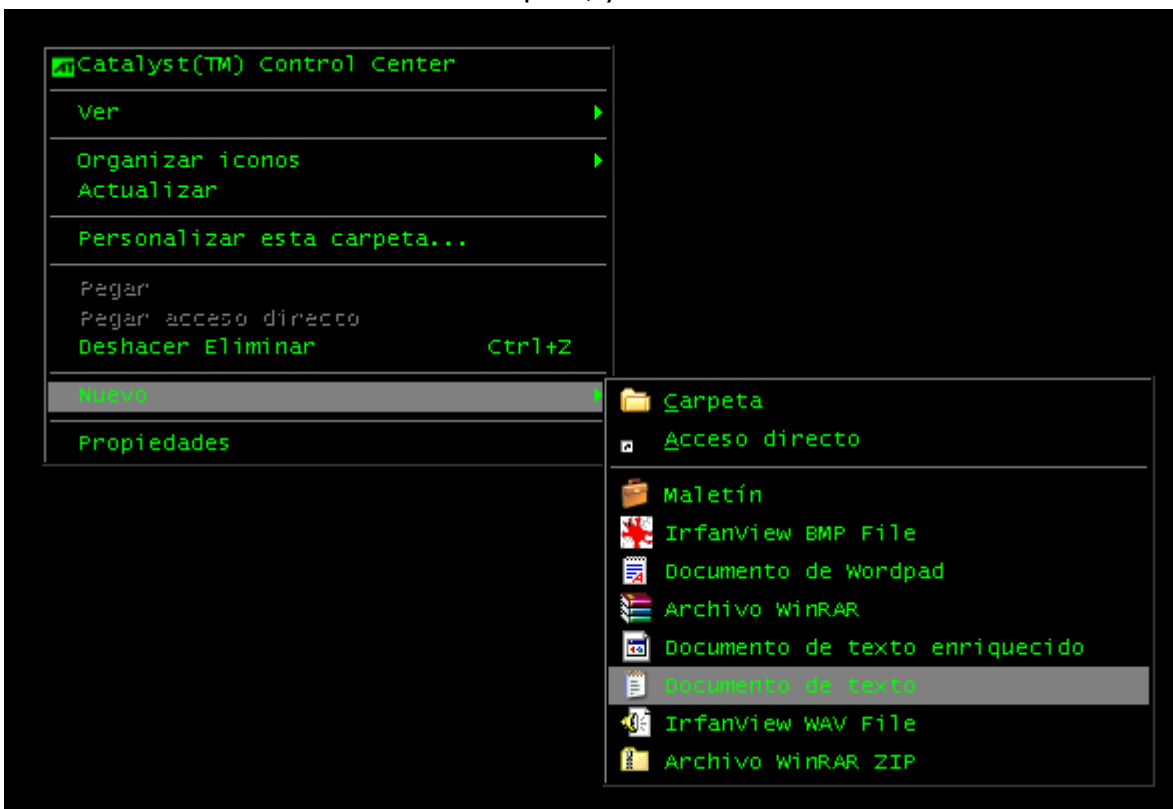 Catalyst(TM) Control Center
Ver
Organizar iconos
Actualizar
Personalizar esta carpeta...
Pegar
Pegar acceso directo
Deshacer Eliminar Ctrl+Z
Nuevo
Propiedades
Carpeta
Acceso directo
Maletín
IrfanView BMP File
Documento de Wordpad
Archivo WinRAR
Documento de texto enriquecido
Documento de texto
IrfanView WAV File
Archivo WinRAR ZIP